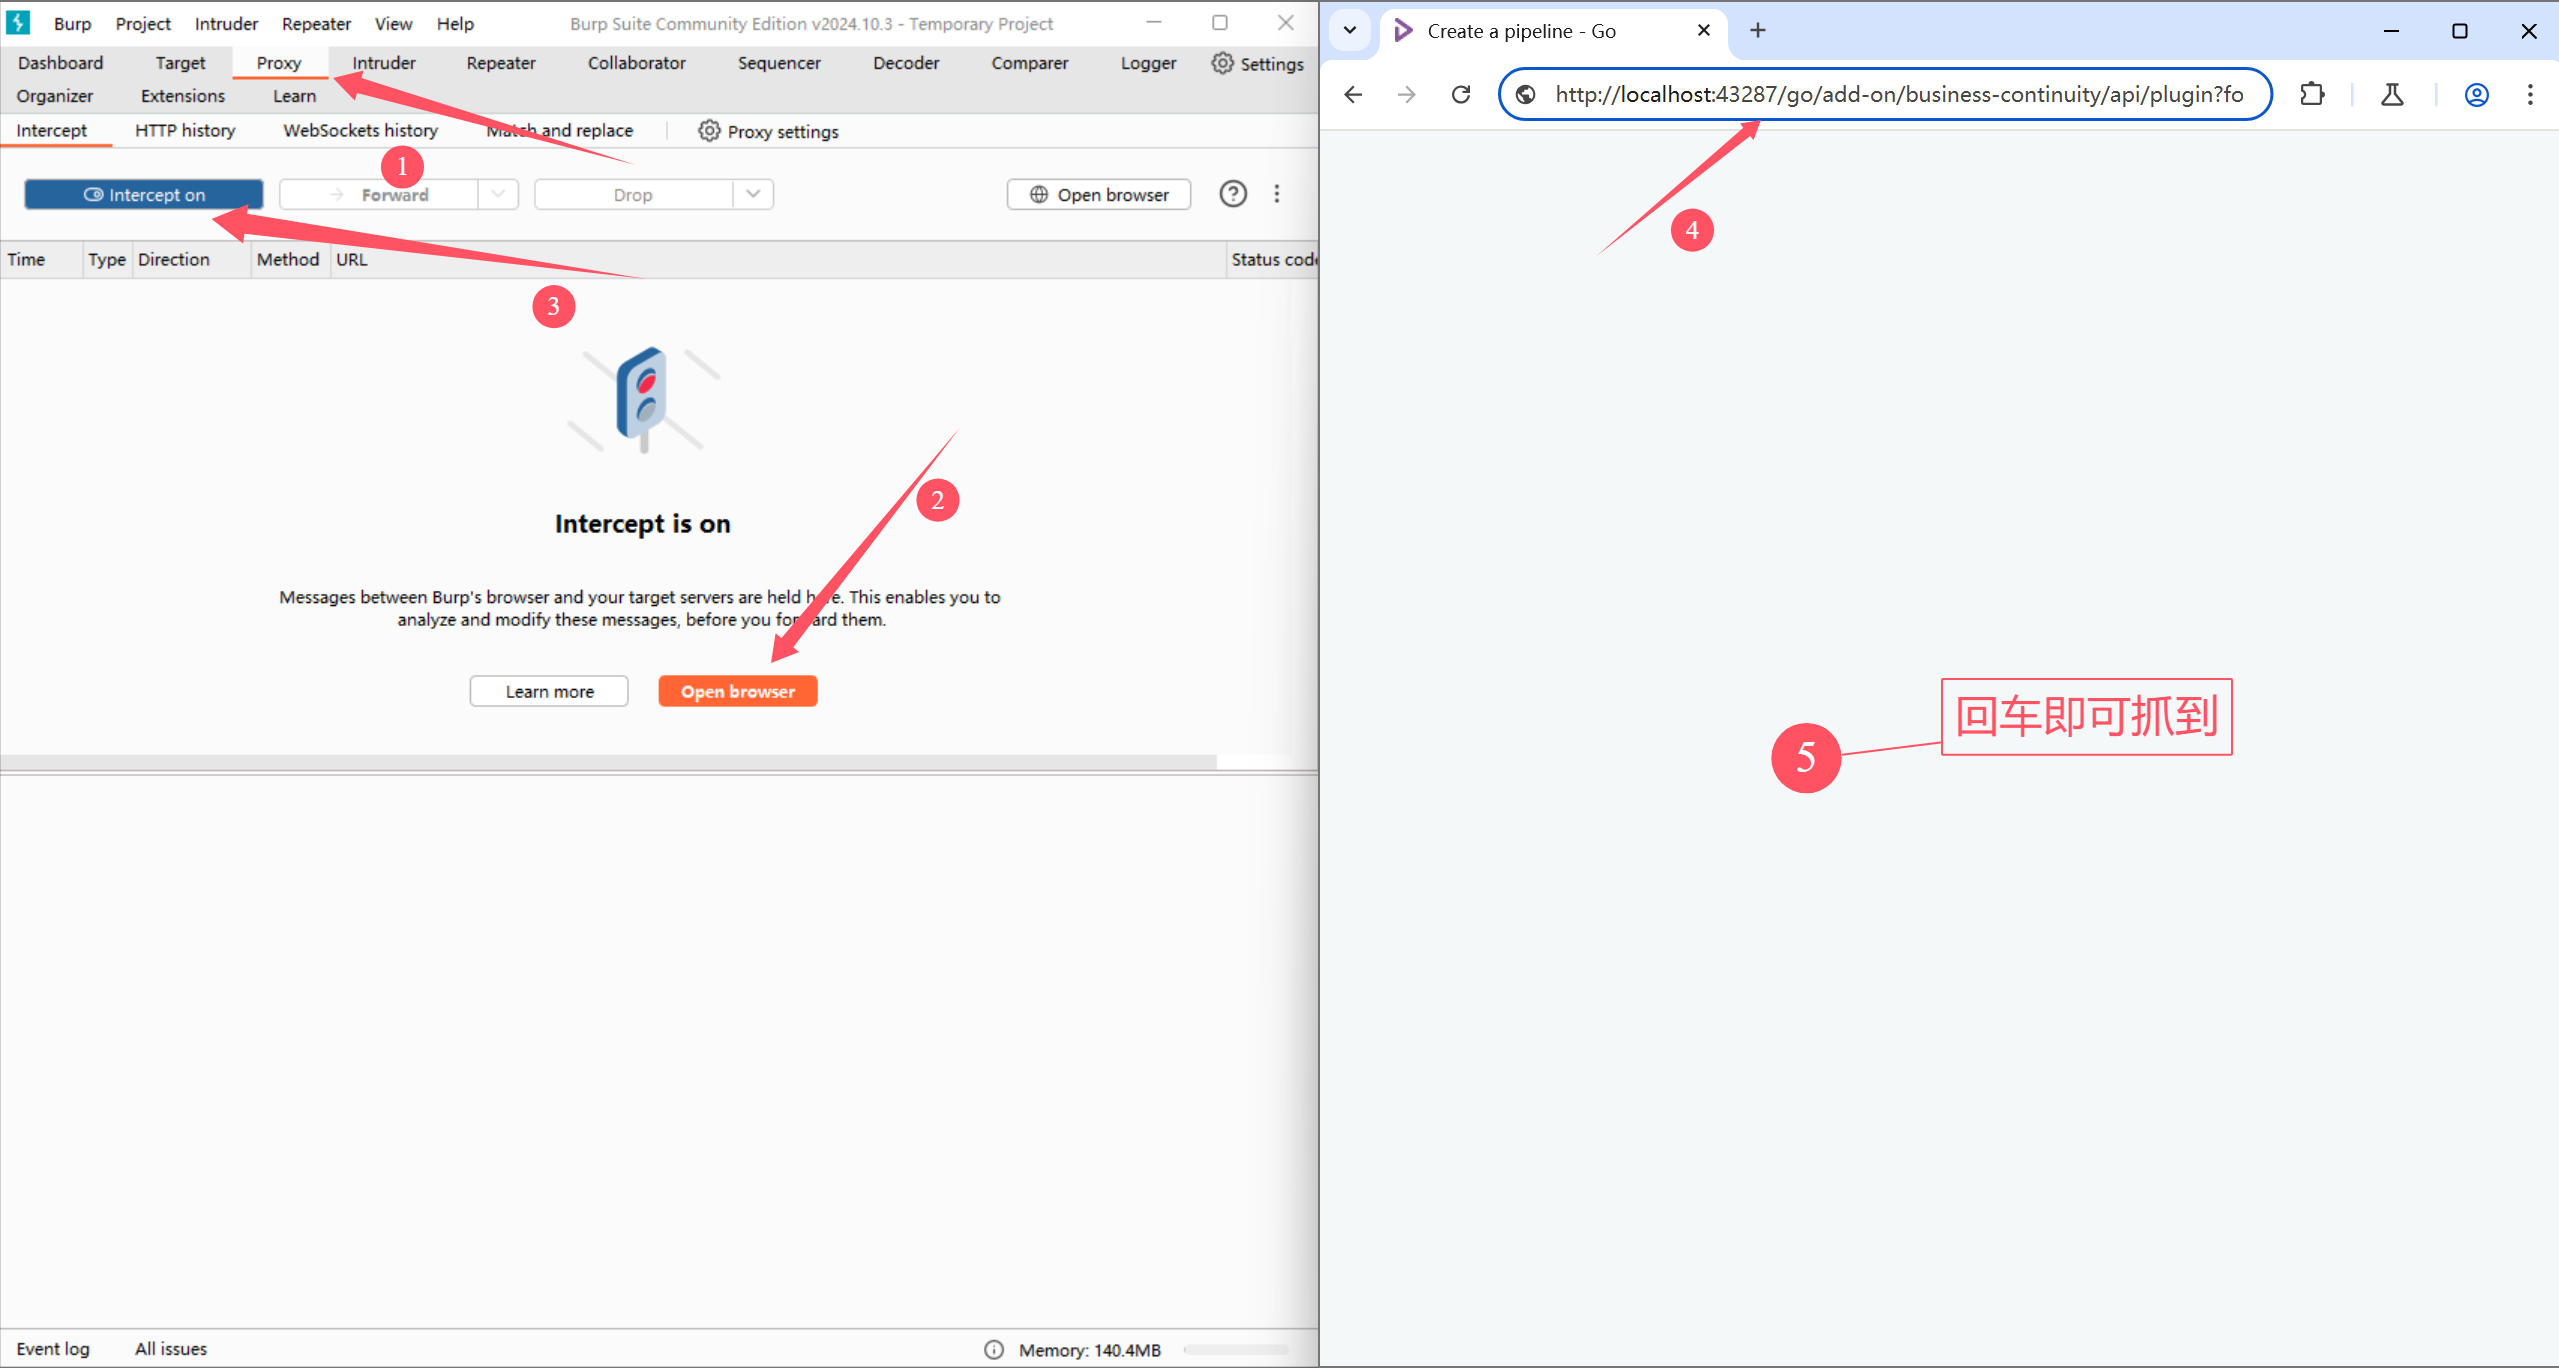 Burp Project Intruder Repeater View Help Burp Suite Community Edition v2024.10.3 - Temporary Project
Dashboard Target Proxy Intruder Repeater Collaborator Sequencer Decoder Comparer Logger Settings
Organizer Extensions Learn
Intercept HTTP history WebSockets history Match and replace Proxy settings
1
Intercept on Forward Drop Open browser
Time Type Direction Method URL Status code
3
2
Intercept is on
Messages between Burp's browser and your target servers are held here. This enables you to
analyze and modify these messages, before you forward them.
Learn more Open browser
Event log All issues Memory: 140.4MB
Create a pipeline - Go
http://localhost:43287/go/add-on/business-continuity/api/plugin?fo
4
回车即可抓到
5